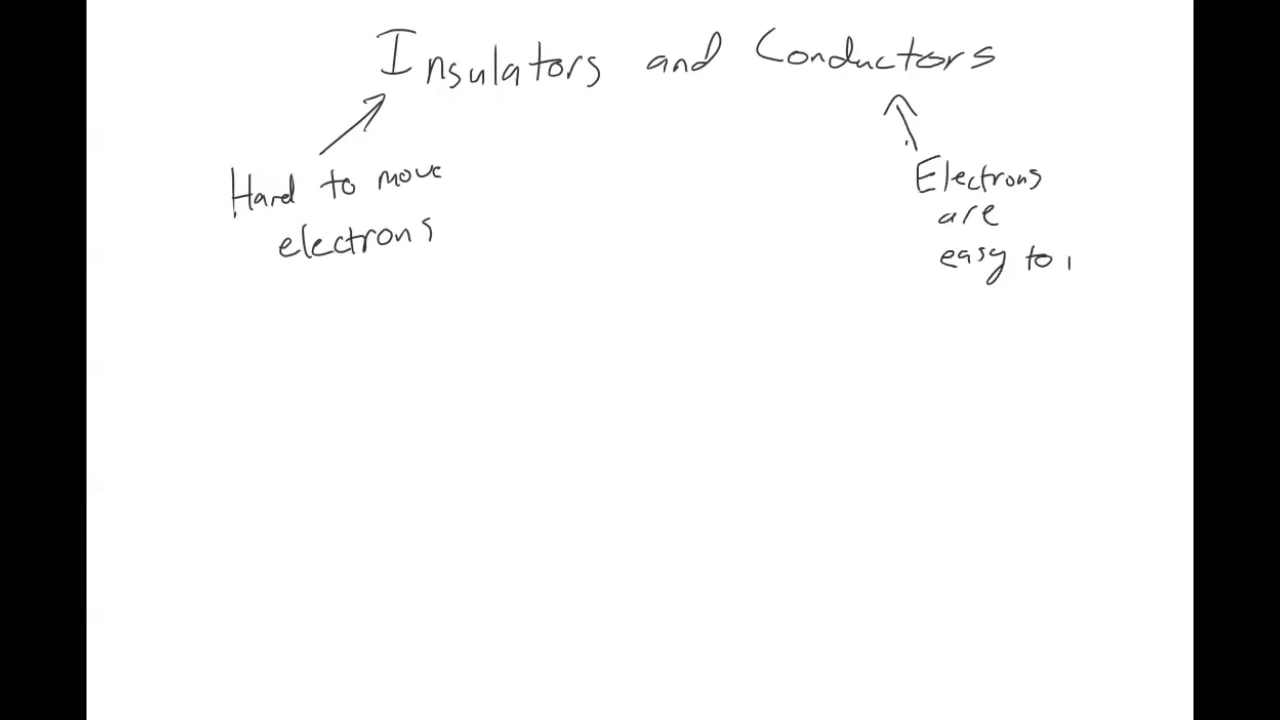 Insulators and Conductors
Hard to move
electrons
Electrons
are
easy to